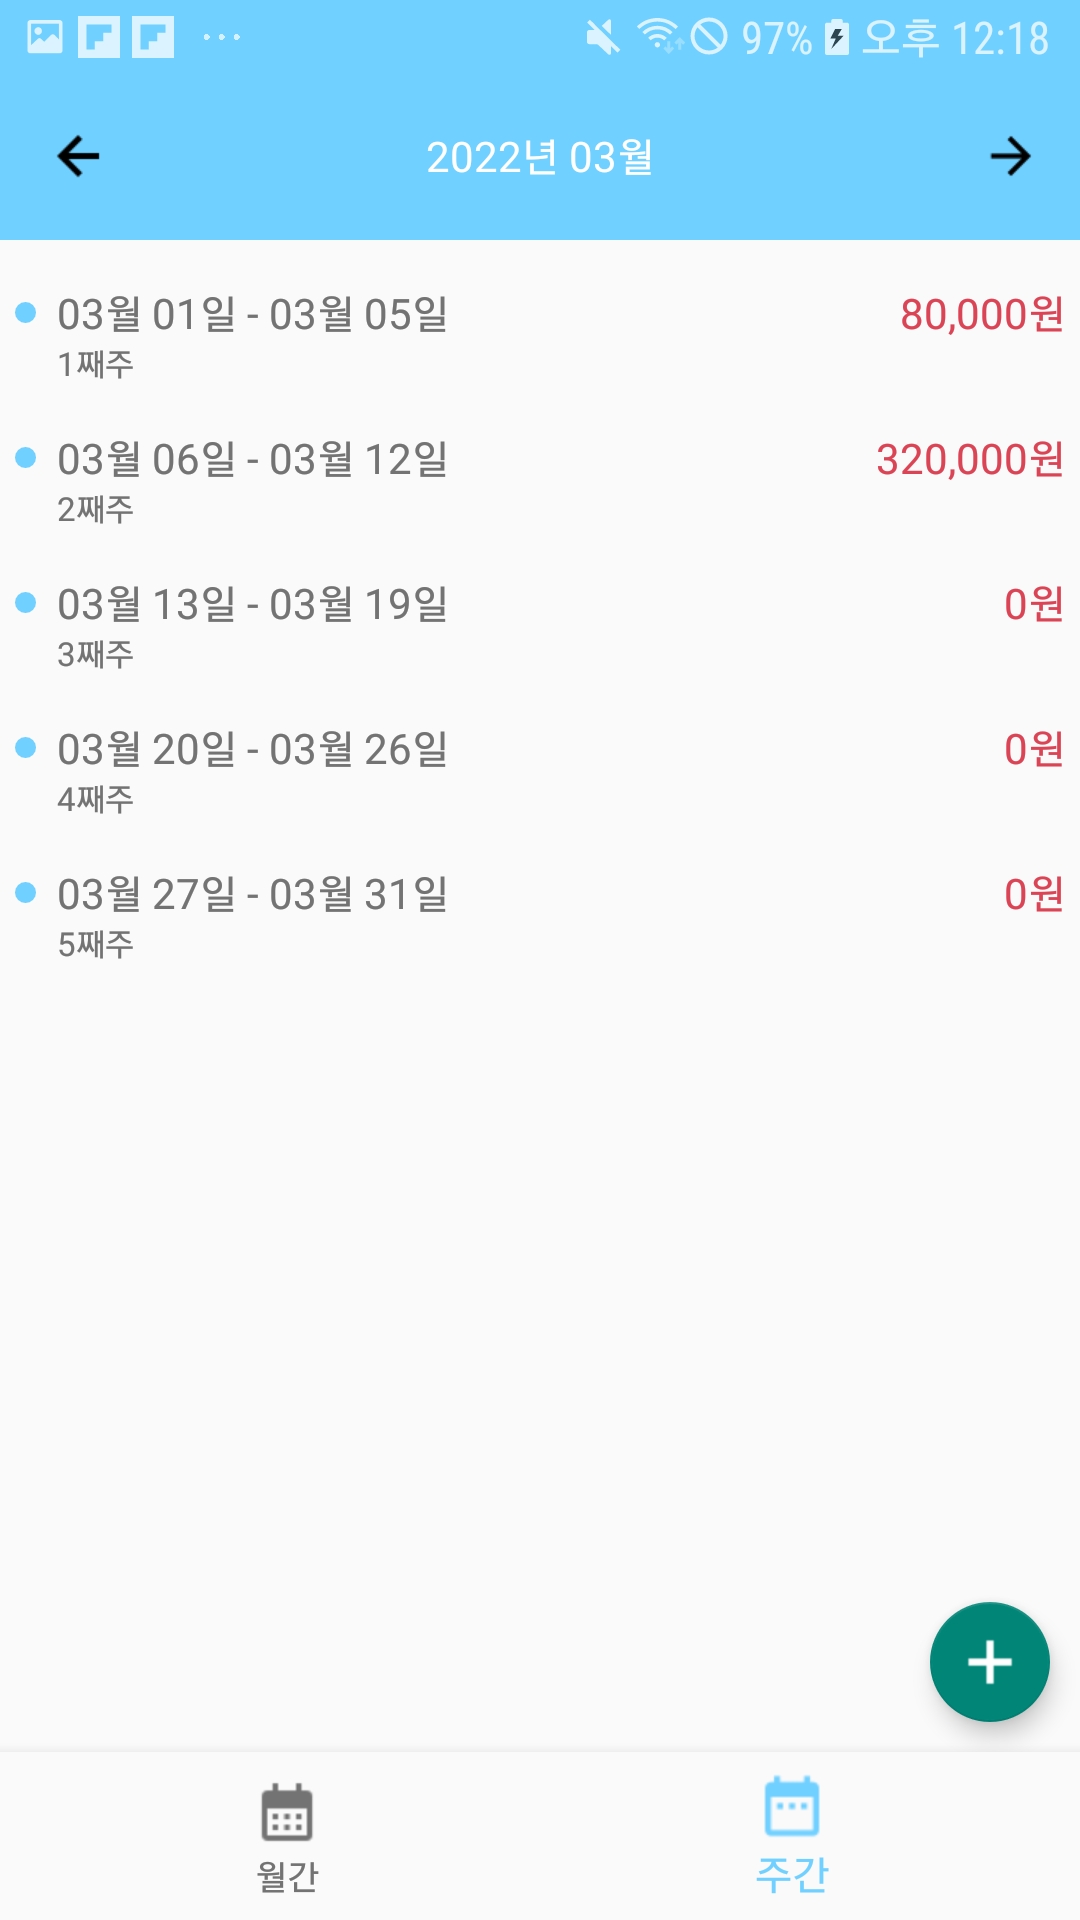 97% 오후 12:18
2022년 03월
03월 01일 - 03월 05일 80,000원
1째주
03월 06일 - 03월 12일 320,000원
2째주
03월 13일 - 03월 19일 0원
3째주
03월 20일 - 03월 26일 0원
4째주
03월 27일 - 03월 31일 0원
5째주
월간 주간